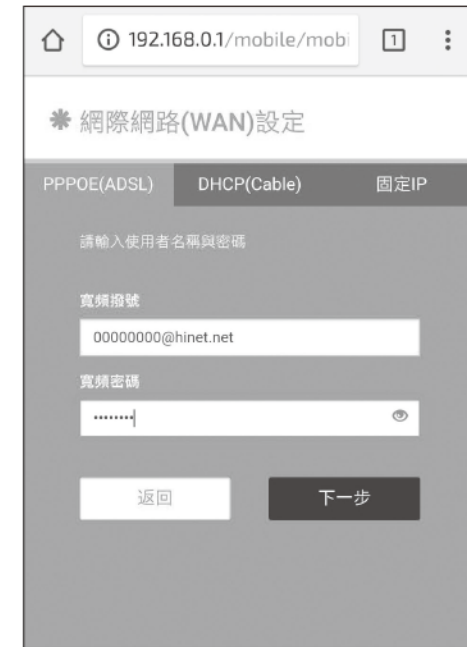 192.168.0.1/mobile/mobi
1
網際網路(WAN)設定
PPPOE(ADSL)
DHCP(Cable)
固定IP
請輸入使用者名稱與密碼
寬頻撥號
00000000@hinet.net
寬頻密碼
••••••••
返回
下一步